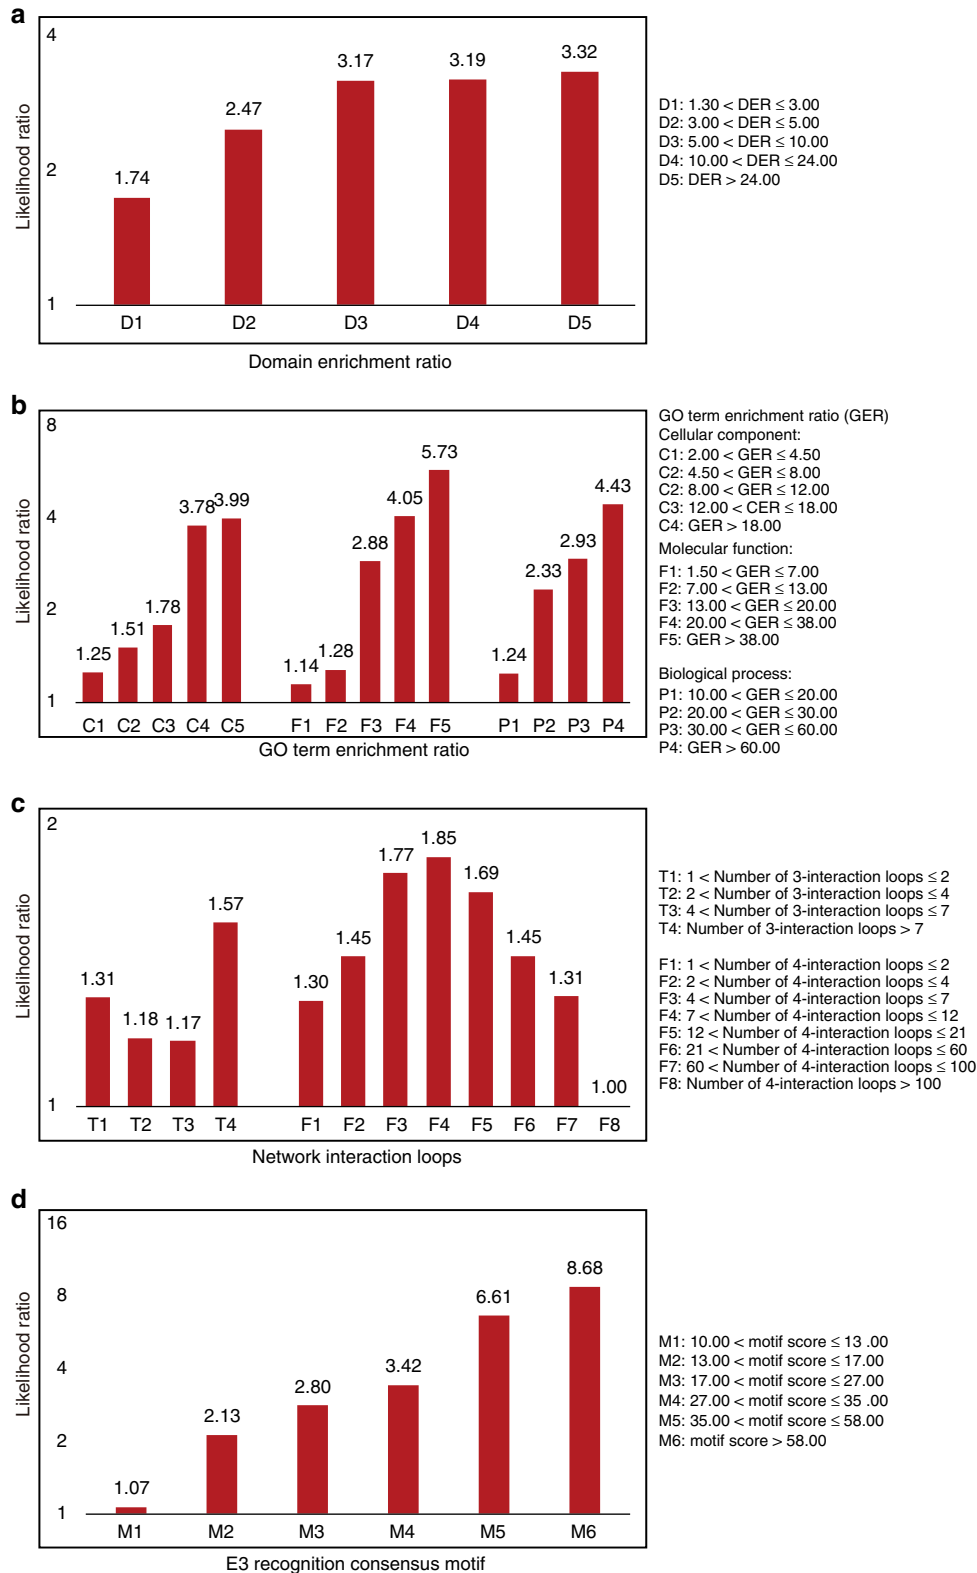 a
4
2
1
Likelihood ratio
1.74
2.47
3.17
3.19
3.32
D1 D2 D3 D4 D5
Domain enrichment ratio
D1: 1.30 < DER ≤ 3.00
D2: 3.00 < DER ≤ 5.00
D3: 5.00 < DER ≤ 10.00
D4: 10.00 < DER ≤ 24.00
D5: DER > 24.00
b
8
4
2
1
Likelihood ratio
1.25
1.51
1.78
3.78
3.99
1.14
1.28
2.88
4.05
5.73
1.24
2.33
2.93
4.43
C1 C2 C3 C4 C5 F1 F2 F3 F4 F5 P1 P2 P3 P4
GO term enrichment ratio
GO term enrichment ratio (GER)
Cellular component:
C1: 2.00 < GER ≤ 4.50
C2: 4.50 < GER ≤ 8.00
C2: 8.00 < GER ≤ 12.00
C3: 12.00 < CER ≤ 18.00
C4: GER > 18.00
Molecular function:
F1: 1.50 < GER ≤ 7.00
F2: 7.00 < GER ≤ 13.00
F3: 13.00 < GER ≤ 20.00
F4: 20.00 < GER ≤ 38.00
F5: GER > 38.00
Biological process:
P1: 10.00 < GER ≤ 20.00
P2: 20.00 < GER ≤ 30.00
P3: 30.00 < GER ≤ 60.00
P4: GER > 60.00
c
2
1
Likelihood ratio
1.31
1.18
1.17
1.57
1.30
1.45
1.77
1.85
1.69
1.45
1.31
1.00
T1 T2 T3 T4 F1 F2 F3 F4 F5 F6 F7 F8
Network interaction loops
T1: 1 < Number of 3-interaction loops ≤ 2
T2: 2 < Number of 3-interaction loops ≤ 4
T3: 4 < Number of 3-interaction loops ≤ 7
T4: Number of 3-interaction loops > 7
F1: 1 < Number of 4-interaction loops ≤ 2
F2: 2 < Number of 4-interaction loops ≤ 4
F3: 4 < Number of 4-interaction loops ≤ 7
F4: 7 < Number of 4-interaction loops ≤ 12
F5: 12 < Number of 4-interaction loops ≤ 21
F6: 21 < Number of 4-interaction loops ≤ 60
F7: 60 < Number of 4-interaction loops ≤ 100
F8: Number of 4-interaction loops > 100
d
16
8
4
2
1
Likelihood ratio
1.07
2.13
2.80
3.42
6.61
8.68
M1 M2 M3 M4 M5 M6
E3 recognition consensus motif
M1: 10.00 < motif score ≤ 13 .00
M2: 13.00 < motif score ≤ 17.00
M3: 17.00 < motif score ≤ 27.00
M4: 27.00 < motif score ≤ 35 .00
M5: 35.00 < motif score ≤ 58.00
M6: motif score > 58.00